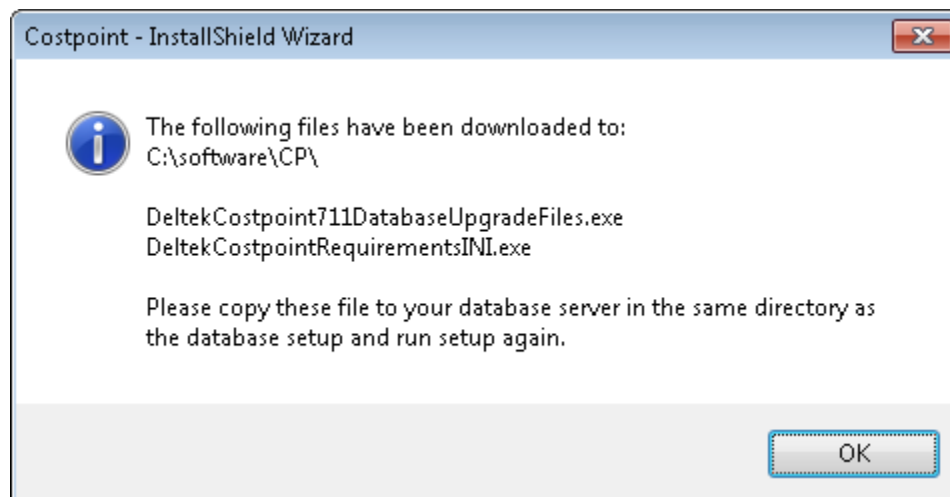 Costpoint - InstallShield Wizard
The following files have been downloaded to:
C:\software\CP\
DeltekCostpoint711DatabaseUpgradeFiles.exe
DeltekCostpointRequirementsINI.exe
Please copy these file to your database server in the same directory as
the database setup and run setup again.
OK